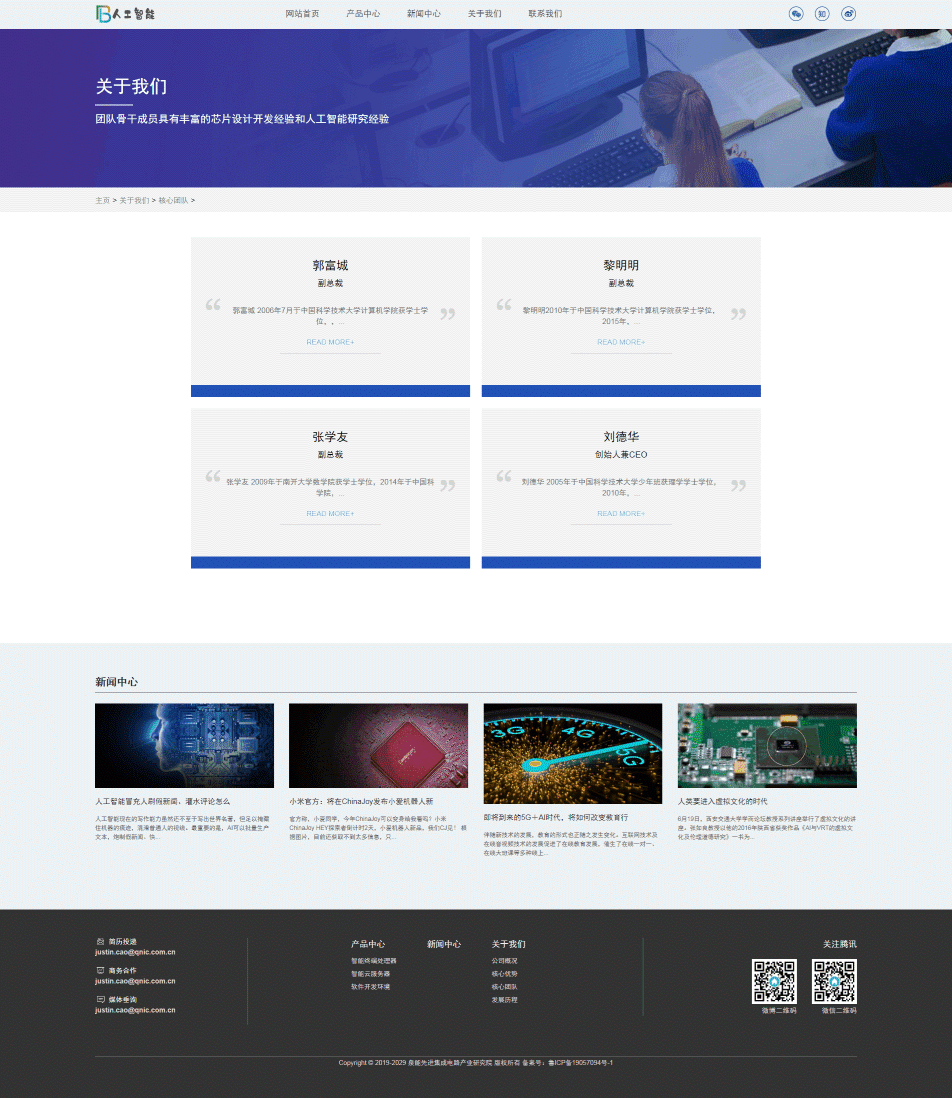 人工智能
网站首页 产品中心 新闻中心 关于我们 联系我们
知
关于我们
团队骨干成员具有丰富的芯片设计开发经验和人工智能研究经验
主页 > 关于我们 > 核心团队 >
郭富城
副总裁
郭富城 2006年7月于中国科学技术大学计算机学院获学士学
位，，...
READ MORE+
黎明明
副总裁
黎明明2010年于中国科学技术大学计算机学院获学士学位，
2015年，...
READ MORE+
张学友
副总裁
张学友 2009年于南开大学数学院获学士学位，2014年于中国科
学院，...
READ MORE+
刘德华
创始人兼CEO
刘德华 2005年于中国科学技术大学少年班获理学学士学位，
2010年，...
READ MORE+
新闻中心
3G 4G 5G
人工智能冒充人刷网新闻、灌水评论怎么
人工智能现在的写作能力虽然还不至于写出世界名著，但足以掩藏
住机器的痕迹，混淆普通人的视线，最重要的是，AI可以批量生产
文本，炮制假新闻，快...
小米官方：将在ChinaJoy发布小爱机器人新
官方称，小爱同学，今年ChinaJoy可以变身给我看吗？小米
ChinaJoy HEY探索者倒计时2天，小爱机器人新品，我们CJ见！ 根
据图片，目前还获取不到太多信息，只...
即将到来的5G+AI时代，将如何改变教育行
伴随新技术的发展，教育的形式也正随之发生变化。互联网技术及
在线音视频技术的发展促进了在线教育发展，诞生了在线一对一、
在线大班课等多种线上...
人类要进入虚拟文化的时代
6月19日，西安交通大学学而论坛教授系列讲座举行了虚拟文化的讲
座，张如良教授以他的2016年陕西省获奖作品《AI与VRT的虚拟文
化及伦理道德研究》一书为...
简历投递
justin.cao@qnic.com.cn
商务合作
justin.cao@qnic.com.cn
媒体垂询
justin.cao@qnic.com.cn
产品中心
智能终端处理器
智能云服务器
软件开发环境
新闻中心
关于我们
公司概况
核心优势
核心团队
发展历程
关注腾讯
微博二维码 微信二维码
Copyright © 2019-2029 泉能先进集成电路产业研究院 版权所有 备案号：鲁ICP备19057094号-1